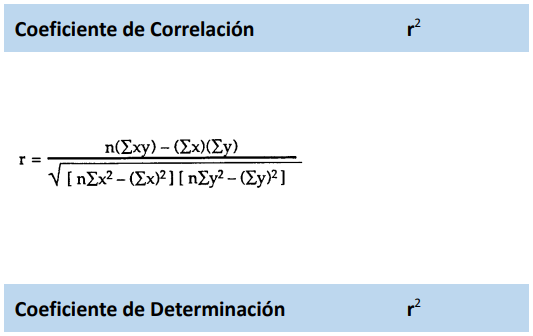 Coeficiente de Correlación r²
r = n(Σxy) – (Σx)(Σy) / √[ nΣx² – (Σx)² ] [ nΣy² – (Σy)² ]
Coeficiente de Determinación r²